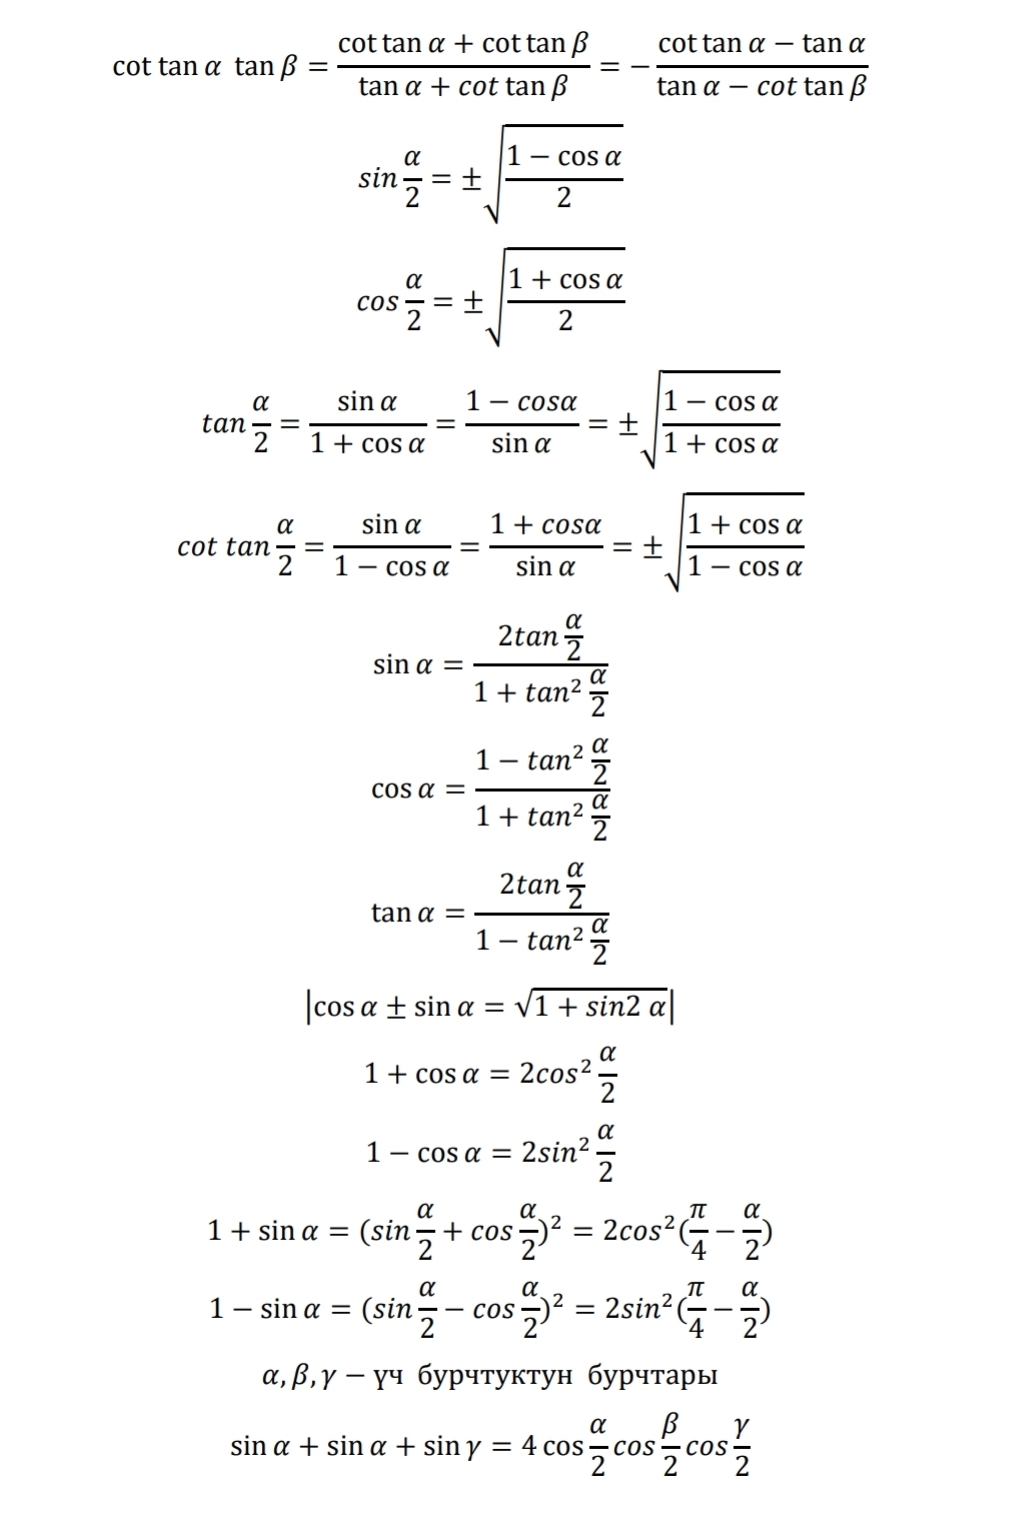 cot tan α tan β = (cot tan α + cot tan β)/(tan α + cot tan β) = −(cot tan α − tan α)/(tan α − cot tan β)
sin α/2 = ±√((1 − cos α)/2)
cos α/2 = ±√((1 + cos α)/2)
tan α/2 = sin α/(1 + cos α) = (1 − cosα)/sin α = ±√((1 − cos α)/(1 + cos α))
cot tan α/2 = sin α/(1 − cos α) = (1 + cosα)/sin α = ±√((1 + cos α)/(1 − cos α))
sin α = (2tan α/2)/(1 + tan² α/2)
cos α = (1 − tan² α/2)/(1 + tan² α/2)
tan α = (2tan α/2)/(1 − tan² α/2)
|cos α ± sin α = √(1 + sin2 α)|
1 + cos α = 2cos² α/2
1 − cos α = 2sin² α/2
1 + sin α = (sin α/2 + cos α/2)² = 2cos²(π/4 − α/2)
1 − sin α = (sin α/2 − cos α/2)² = 2sin²(π/4 − α/2)
α, β, γ − үч бурчтуктун бурчтары
sin α + sin α + sin γ = 4 cos α/2 cos β/2 cos γ/2